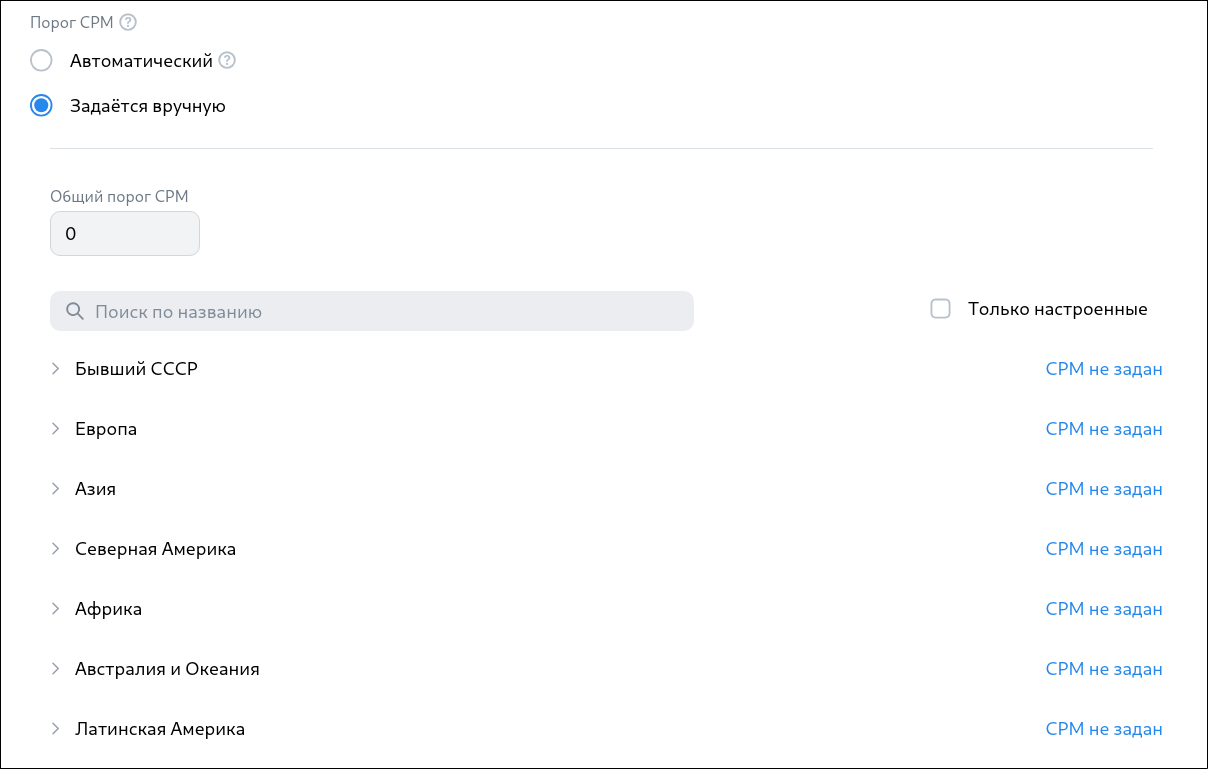 Порог CPM
Автоматический
Задаётся вручную
Общий порог CPM
0
Поиск по названию
Только настроенные
Бывший СССР
CPM не задан
Европа
CPM не задан
Азия
CPM не задан
Северная Америка
CPM не задан
Африка
CPM не задан
Австралия и Океания
CPM не задан
Латинская Америка
CPM не задан